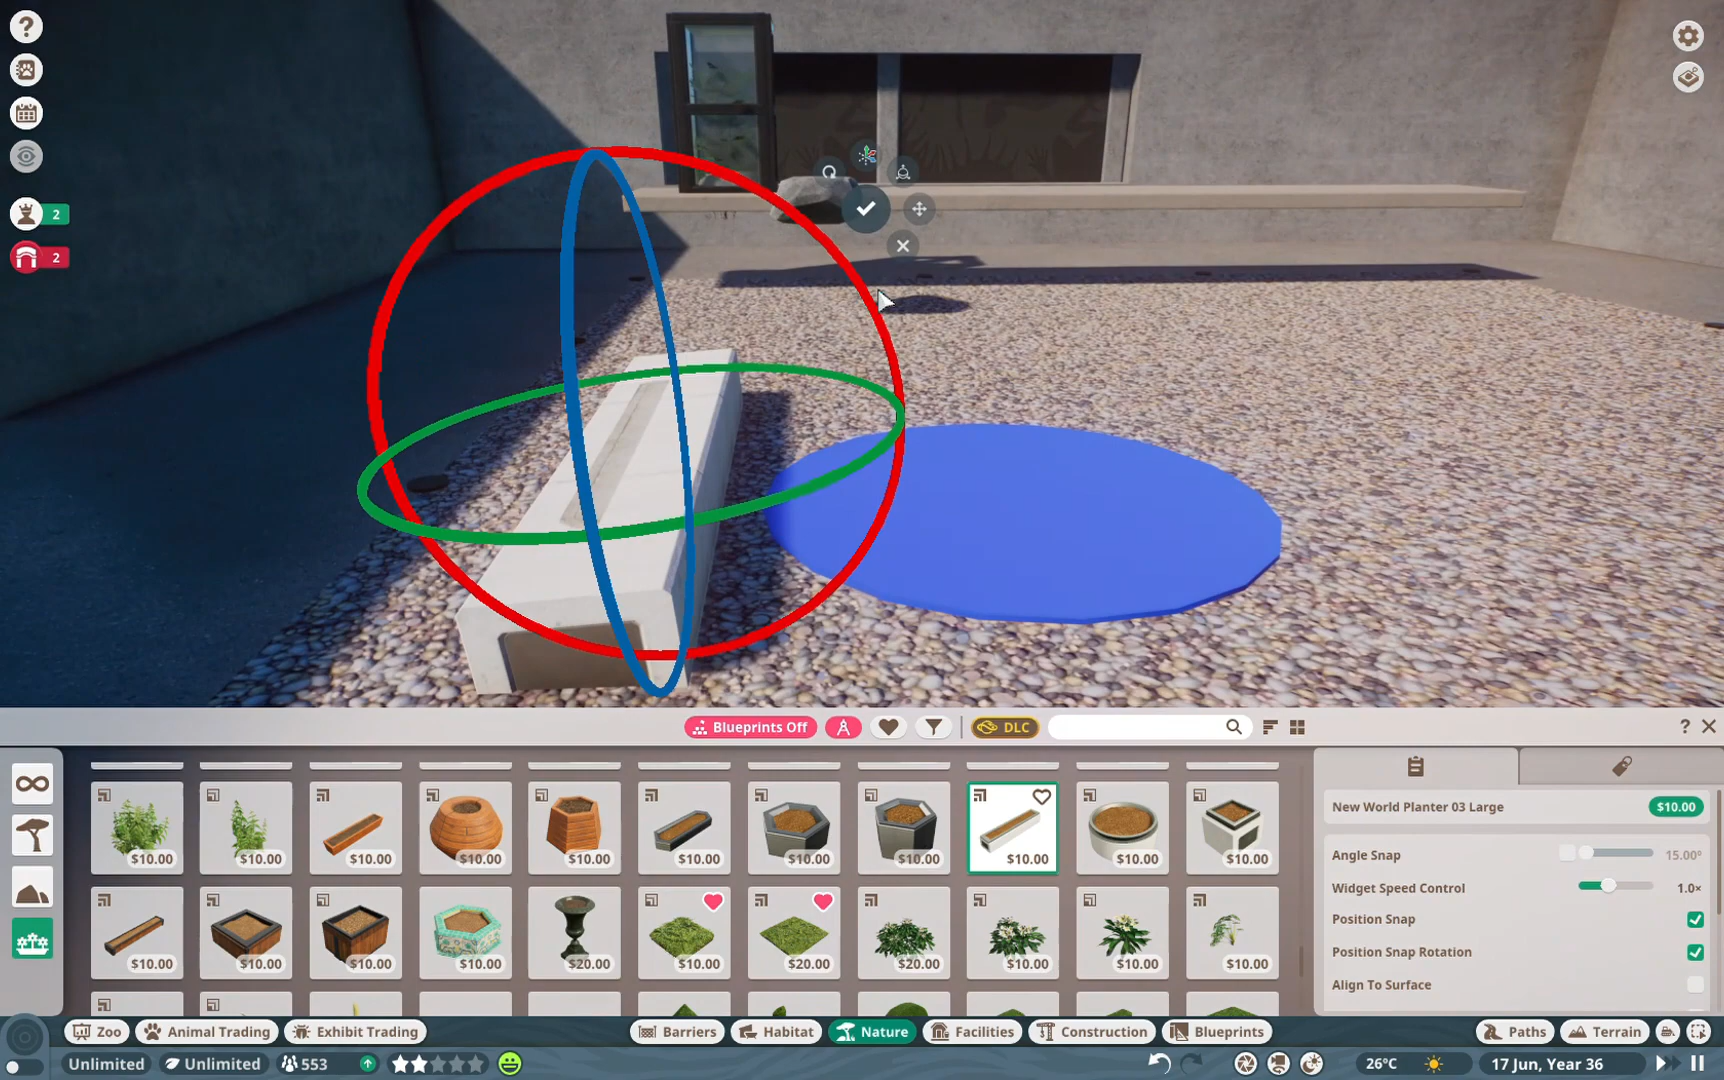 ?
2
2
Blueprints Off
DLC
?
$10.00 $10.00 $10.00 $10.00 $10.00 $10.00 $10.00 $10.00 $10.00 $10.00 $10.00
$10.00 $10.00 $10.00 $10.00 $20.00 $10.00 $20.00 $20.00 $10.00 $10.00 $10.00
New World Planter 03 Large $10.00
Angle Snap 15.00°
Widget Speed Control 1.0×
Position Snap
Position Snap Rotation
Align To Surface
Zoo Animal Trading Exhibit Trading Barriers Habitat Nature Facilities Construction Blueprints Paths Terrain
Unlimited Unlimited 553 26°C 17 Jun, Year 36